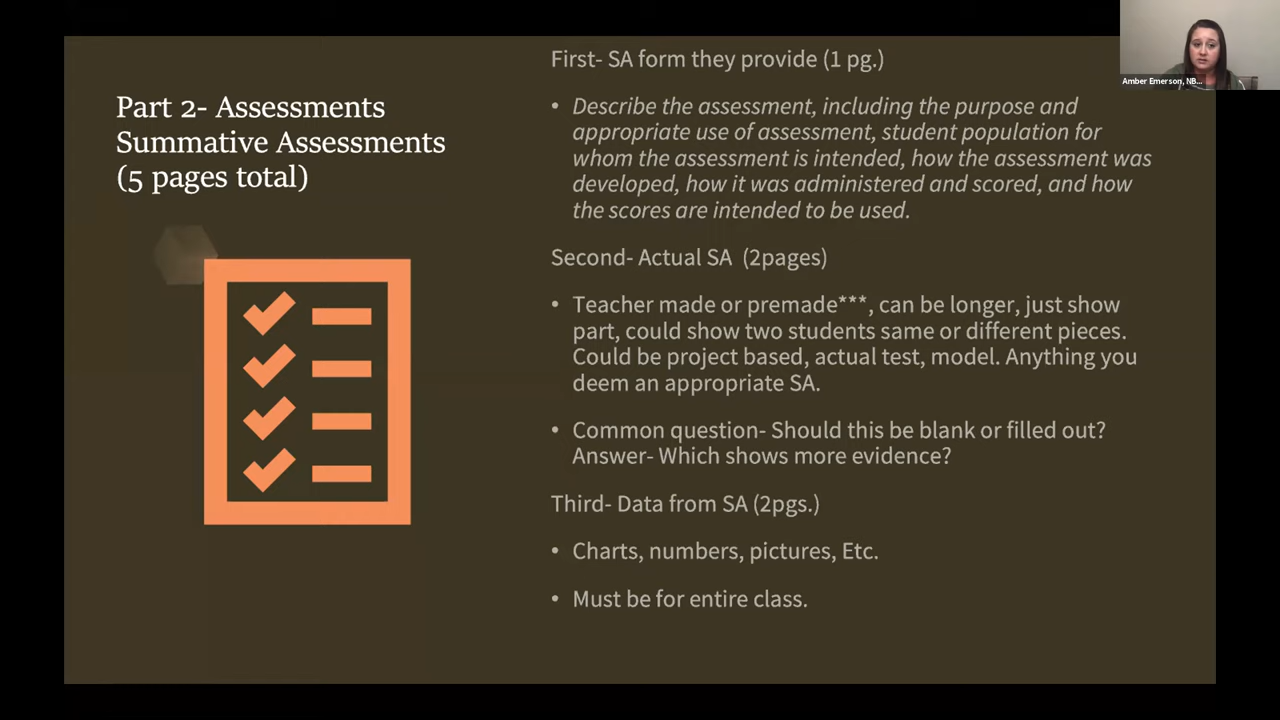 Part 2- Assessments
Summative Assessments
(5 pages total)
First- SA form they provide (1 pg.)
• Describe the assessment, including the purpose and
appropriate use of assessment, student population for
whom the assessment is intended, how the assessment was
developed, how it was administered and scored, and how
the scores are intended to be used.
Second- Actual SA (2pages)
• Teacher made or premade***, can be longer, just show
part, could show two students same or different pieces.
Could be project based, actual test, model. Anything you
deem an appropriate SA.
• Common question- Should this be blank or filled out?
Answer- Which shows more evidence?
Third- Data from SA (2pgs.)
• Charts, numbers, pictures, Etc.
• Must be for entire class.
Amber Emerson, NB...